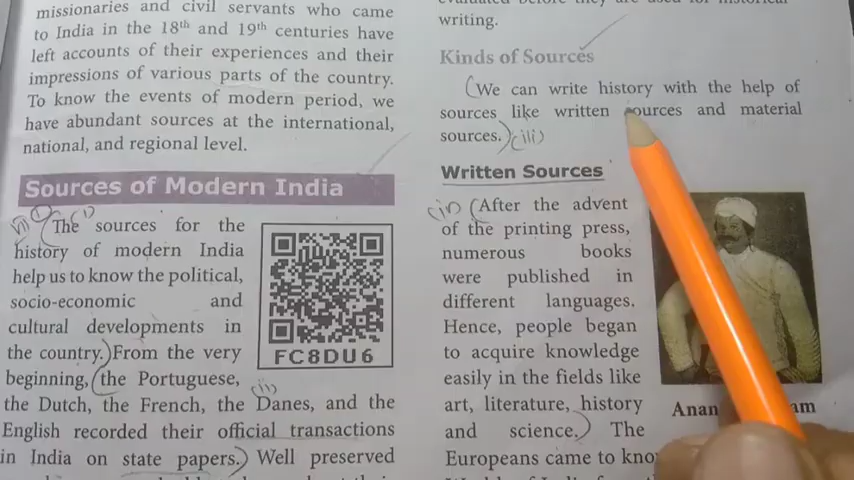 missionaries and civil servants who came
to India in the 18th and 19th centuries have
left accounts of their experiences and their
impressions of various parts of the country.
To know the events of modern period, we
have abundant sources at the international,
national, and regional level.
Sources of Modern India
The sources for the
history of modern India
help us to know the political,
socio-economic and
cultural developments in
the country. From the very
beginning, the Portuguese,
the Dutch, the French, the Danes, and the
English recorded their official transactions
in India on state papers. Well preserved
FC8DU6
writing.
Kinds of Sources
We can write history with the help of
sources like written sources and material
sources. (iii)
Written Sources
(iv) After the advent
of the printing press,
numerous books
were published in
different languages.
Hence, people began
to acquire knowledge
easily in the fields like
art, literature, history
and science. The
Europeans came to
Anan
am